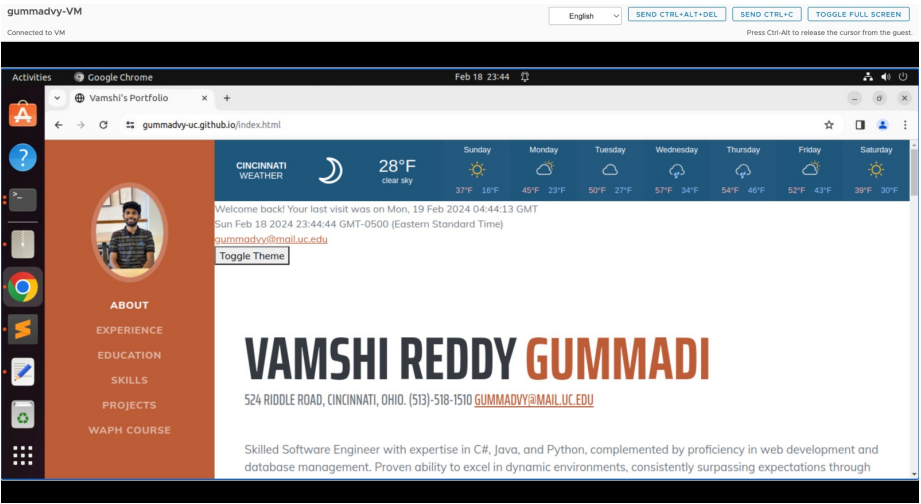 gummadvy-VM
English
SEND CTRL+ALT+DEL
SEND CTRL+C
TOGGLE FULL SCREEN
Connected to VM
Press Ctrl-Alt to release the cursor from the guest.
Activities
Google Chrome
Feb 18 23:44
Vamshi's Portfolio
gummadvy-uc.github.io/index.html
CINCINNATI
WEATHER
28°F
clear sky
Sunday
37°F 16°F
Monday
45°F 23°F
Tuesday
50°F 27°F
Wednesday
57°F 34°F
Thursday
54°F 46°F
Friday
52°F 43°F
Saturday
39°F 30°F
Welcome back! Your last visit was on Mon, 19 Feb 2024 04:44:13 GMT
Sun Feb 18 2024 23:44:44 GMT-0500 (Eastern Standard Time)
gummadvy@mail.uc.edu
Toggle Theme
ABOUT
EXPERIENCE
EDUCATION
SKILLS
PROJECTS
WAPH COURSE
VAMSHI REDDY GUMMADI
524 RIDDLE ROAD, CINCINNATI, OHIO. (513)-518-1510 GUMMADVY@MAIL.UC.EDU
Skilled Software Engineer with expertise in C#, Java, and Python, complemented by proficiency in web development and
database management. Proven ability to excel in dynamic environments, consistently surpassing expectations through